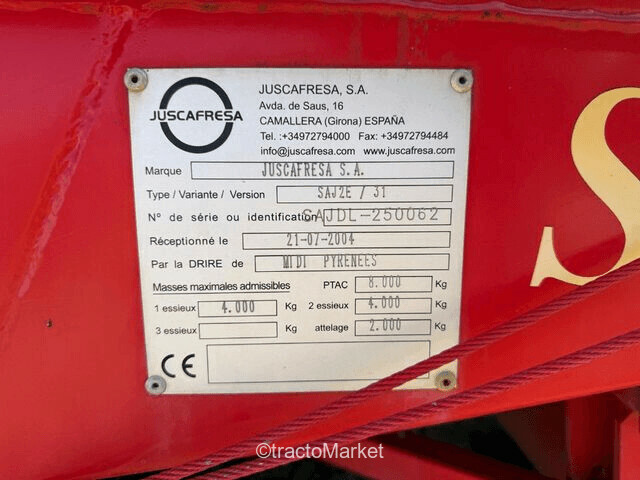 JUSCAFRESA
JUSCAFRESA, S.A.
Avda. de Saus, 16
CAMALLERA (Girona) ESPAÑA
Tel. :+34972794000 Fax: +34972794484
info@juscafresa.com www.juscafresa.com
Marque JUSCAFRESA S.A.
Type / Variante / Version SAJ2E / 31
N° de série ou identification SAJDL-250062
Réceptionné le 21-07-2004
Par la DRIRE de MIDI PYRENEES
Masses maximales admissibles PTAC 8.000 Kg
1 essieux 4.000 Kg 2 essieux 4.000 Kg
3 essieux Kg attelage 2.000 Kg
CE
S
©tractoMarket